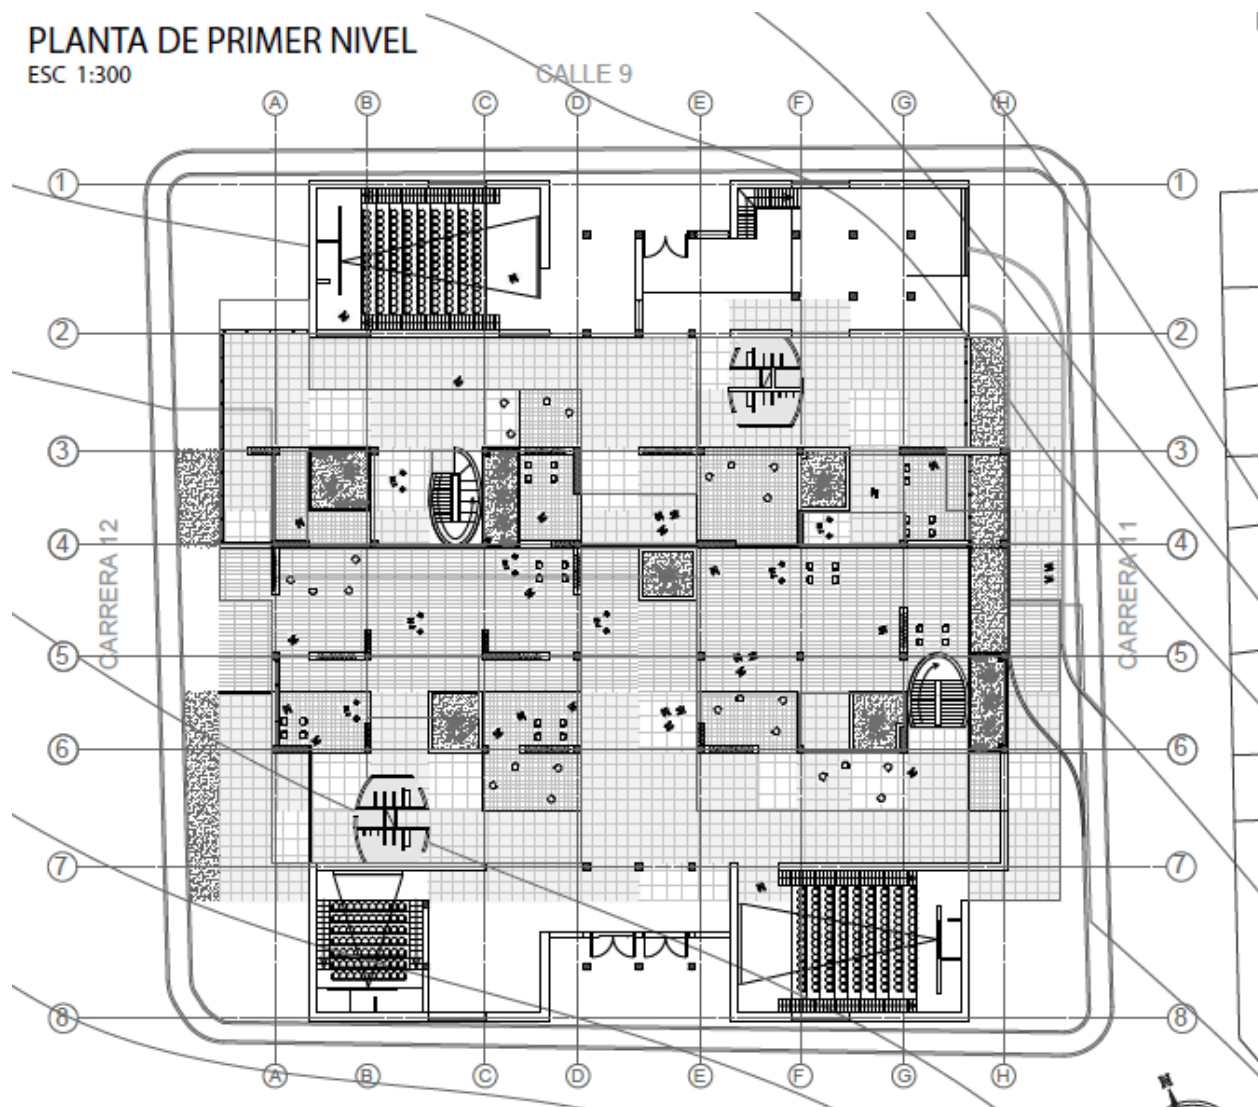 PLANTA DE PRIMER NIVEL
ESC 1:300
CALLE 9
A B C D E F G H
1 1
2 2
3 3
4 4
CARRERA 12
CARRERA 11
5 5
6 6
7 7
8 8
A B C D E F G H
N